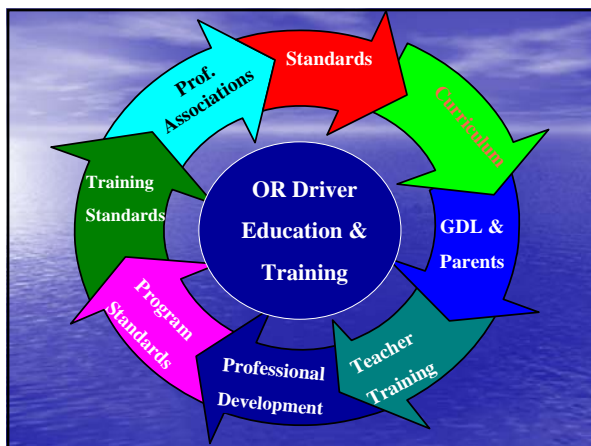 Standards
Curriculum
GDL &
Parents
Teacher
Training
Professional
Development
Program
Standards
Training
Standards
Prof.
Associations
OR Driver
Education &
Training